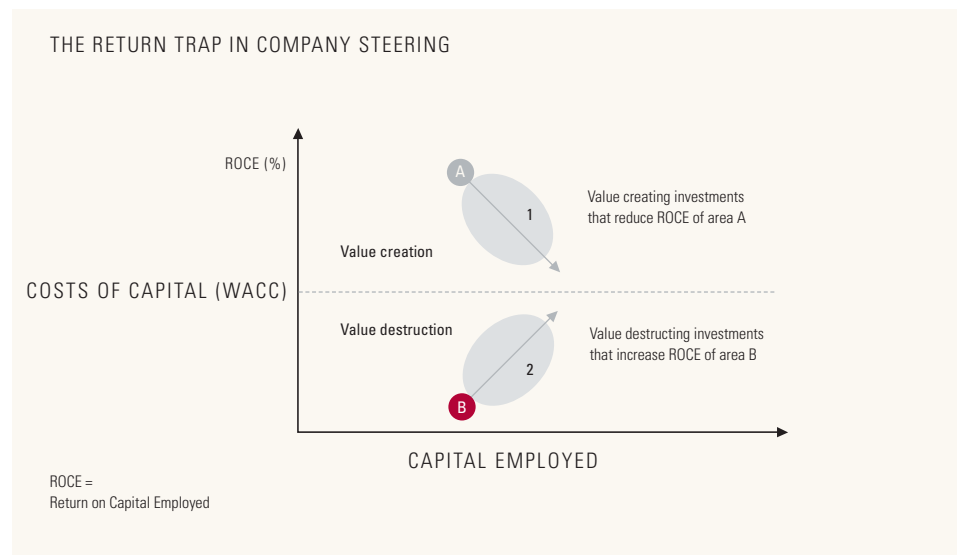 THE RETURN TRAP IN COMPANY STEERING
ROCE (%)
A
1
Value creating investments
that reduce ROCE of area A
Value creation
COSTS OF CAPITAL (WACC)
Value destruction
Value destructing investments
that increase ROCE of area B
2
B
CAPITAL EMPLOYED
ROCE =
Return on Capital Employed